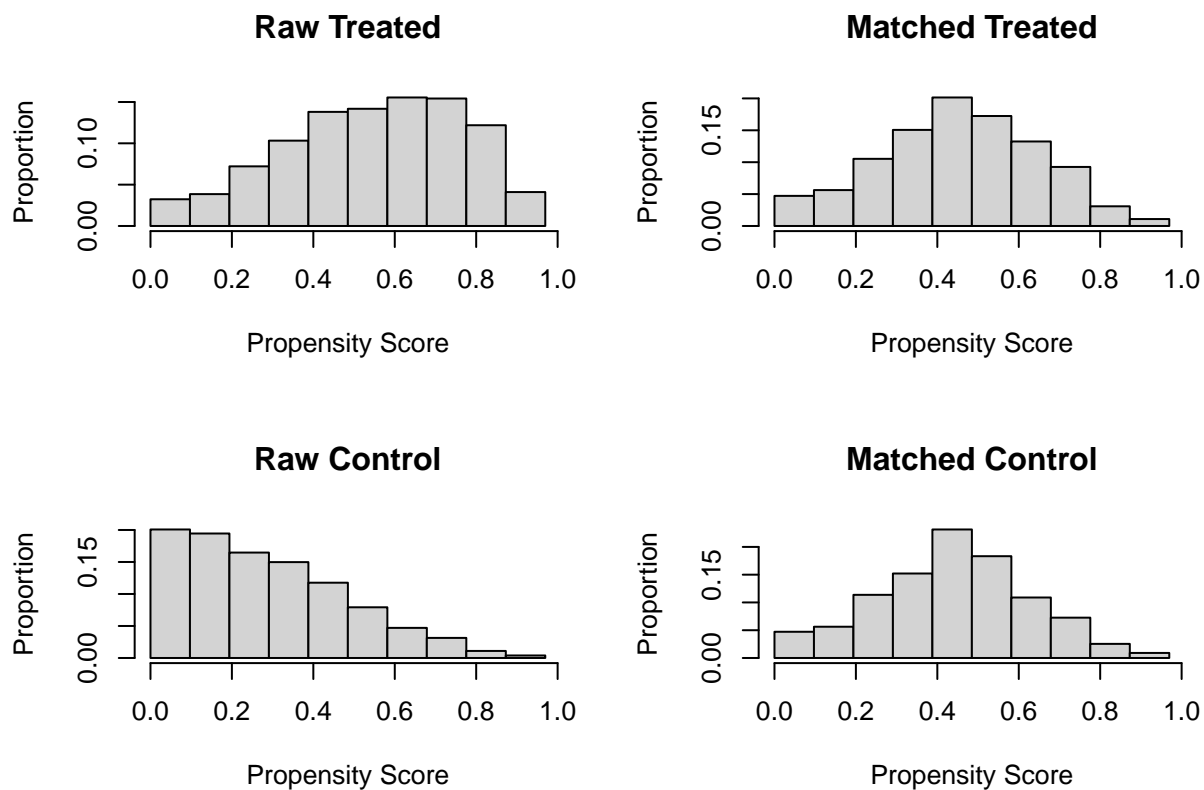 Raw Treated
Proportion
0.00
0.10
0.0 0.2 0.4 0.6 0.8 1.0
Propensity Score
Matched Treated
Proportion
0.00
0.15
0.0 0.2 0.4 0.6 0.8 1.0
Propensity Score
Raw Control
Proportion
0.00
0.15
0.0 0.2 0.4 0.6 0.8 1.0
Propensity Score
Matched Control
Proportion
0.00
0.15
0.0 0.2 0.4 0.6 0.8 1.0
Propensity Score